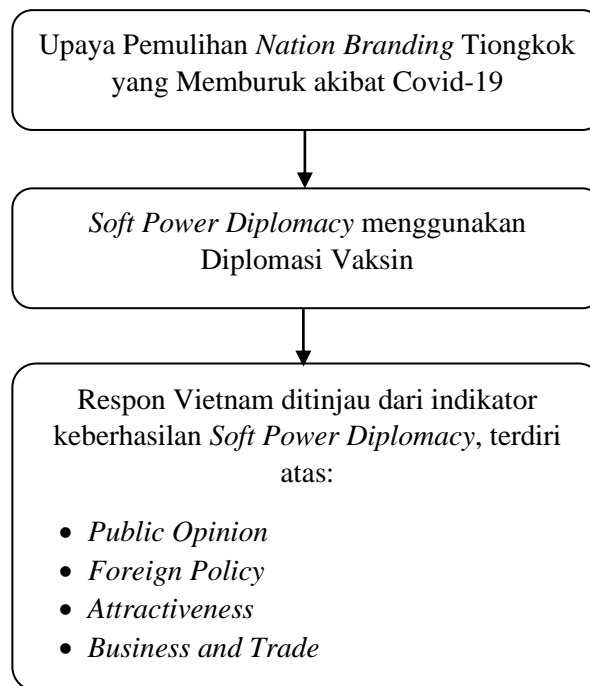 Upaya Pemulihan Nation Branding Tiongkok
yang Memburuk akibat Covid-19
Soft Power Diplomacy menggunakan
Diplomasi Vaksin
Respon Vietnam ditinjau dari indikator
keberhasilan Soft Power Diplomacy, terdiri
atas:
• Public Opinion
• Foreign Policy
• Attractiveness
• Business and Trade